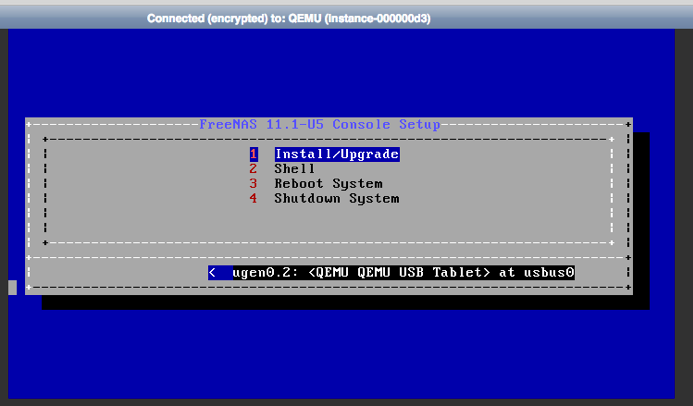 Connected (encrypted) to: QEMU (instance-000000d3)
FreeNAS 11.1-U5 Console Setup
1 Install/Upgrade
2 Shell
3 Reboot System
4 Shutdown System
< ugen0.2: <QEMU QEMU USB Tablet> at usbus0